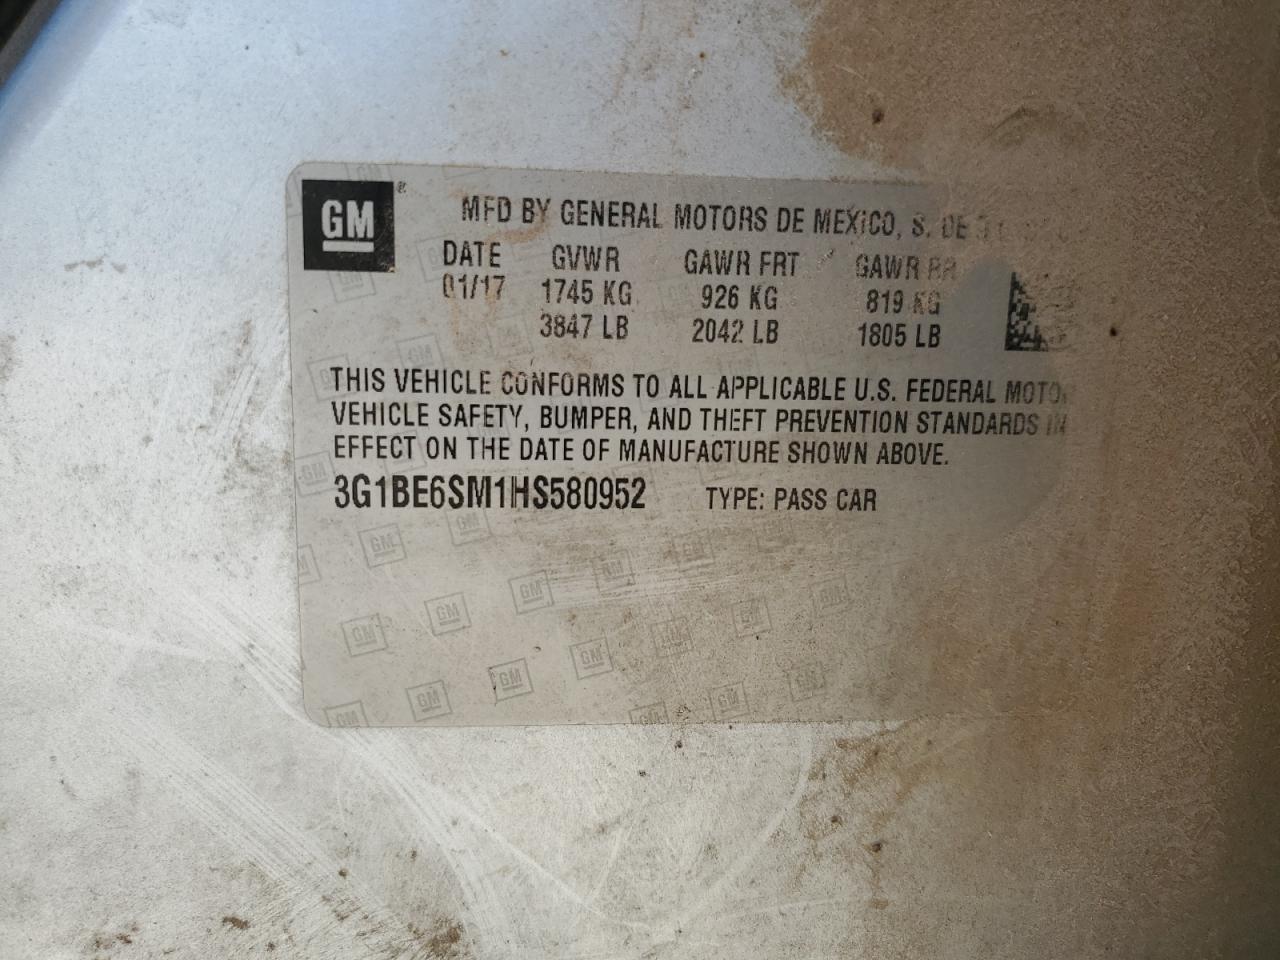 GM ®
MFD BY GENERAL MOTORS DE MEXICO, S. DE
DATE GVWR GAWR FRT GAWR RR
01/17 1745 KG 926 KG 819 KG
3847 LB 2042 LB 1805 LB
THIS VEHICLE CONFORMS TO ALL APPLICABLE U.S. FEDERAL MOTOR
VEHICLE SAFETY, BUMPER, AND THEFT PREVENTION STANDARDS IN
EFFECT ON THE DATE OF MANUFACTURE SHOWN ABOVE.
3G1BE6SM1HS580952 TYPE: PASS CAR